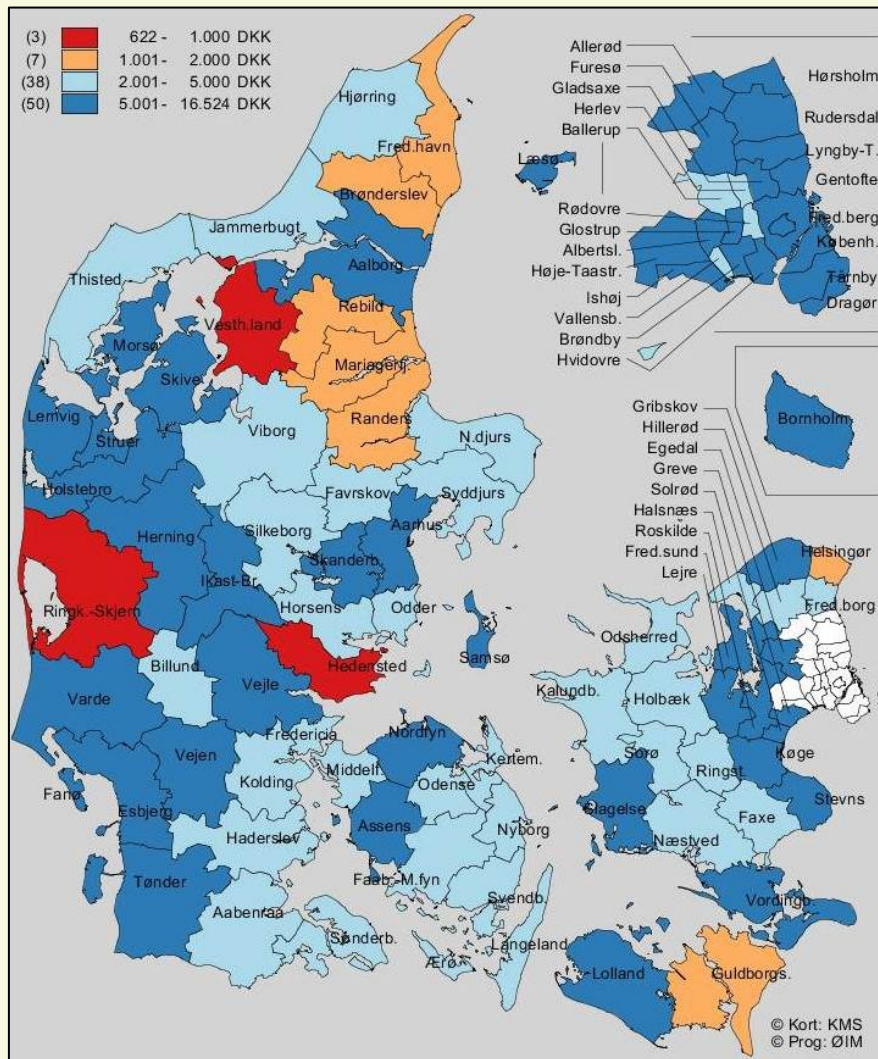 (3) 622 - 1.000 DKK
(7) 1.001- 2.000 DKK
(38) 2.001- 5.000 DKK
(50) 5.001- 16.524 DKK
Hjørring
Fred.havn
Brønderslev
Jammerbugt
Aalborg
Thisted
Læsø
Rebild
Vesth.land
Morsø
Mariagerfj.
Skive
Lemvig
Randers
Struer
Viborg
N.djurs
Holstebro
Favrskov
Syddjurs
Aarhus
Herning
Silkeborg
Skanderb.
Ikast-Br.
Ringk.-Skjern
Horsens
Odder
Samsø
Hedensted
Billund
Vejle
Varde
Fredericia
Nordfyn
Vejen
Kolding
Middelf.
Odense
Kertem.
Fanø
Esbjerg
Assens
Nyborg
Haderslev
Faab.-M.fyn
Tønder
Svendb.
Aabenraa
Sønderb.
Ærø
Langeland
Allerød
Furesø
Gladsaxe
Herlev
Ballerup
Rødovre
Glostrup
Albertsl.
Høje-Taastr.
Ishøj
Vallensb.
Brøndby
Hvidovre
Hørsholm
Rudersdal
Lyngby-T.
Gentofte
Fred.berg
Københ.
Tårnby
Dragør
Bornholm
Gribskov
Hillerød
Egedal
Greve
Solrød
Halsnæs
Roskilde
Fred.sund
Lejre
Helsingør
Fred.borg
Odsherred
Kalundb.
Holbæk
Sorø
Ringst.
Køge
Slagelse
Stevns
Faxe
Næstved
Vordingb.
Lolland
Guldborgs.
© Kort: KMS
© Prog: ØIM